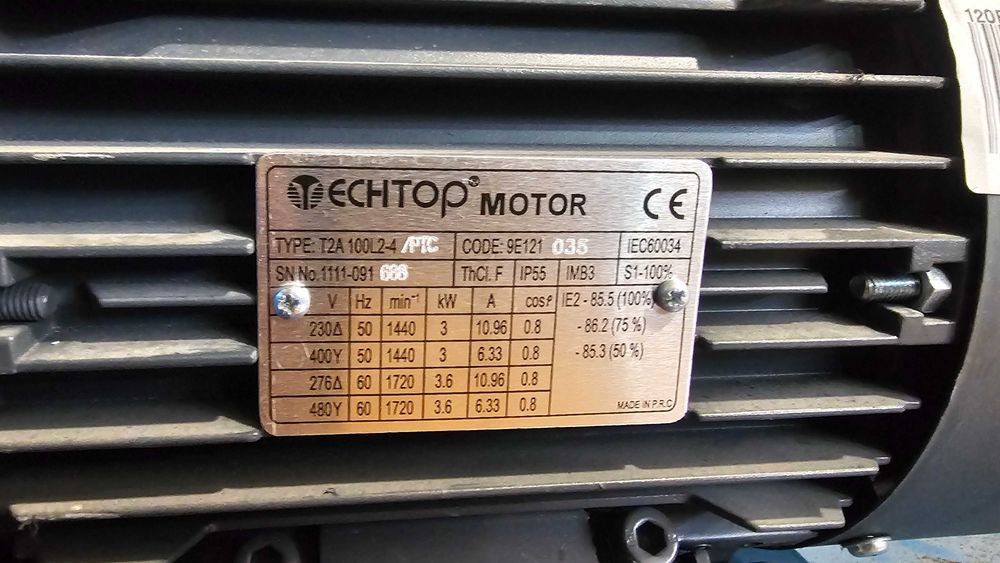 TECHTOP® MOTOR CE
TYPE: T2A 100L2-4 /PTC CODE: 9E121 035 IEC60034
SN No. 1111-091 ThCl. F IP55 IMB3 S1-100%
V Hz min⁻¹ kW A cosφ IE2 - 85.5 (100%)
230Δ 50 1440 3 10.96 0.8 - 86.2 (75 %)
400Y 50 1440 3 6.33 0.8 - 85.3 (50 %)
276Δ 60 1720 3.6 10.96 0.8
480Y 60 1720 3.6 6.33 0.8
MADE IN P.R.C